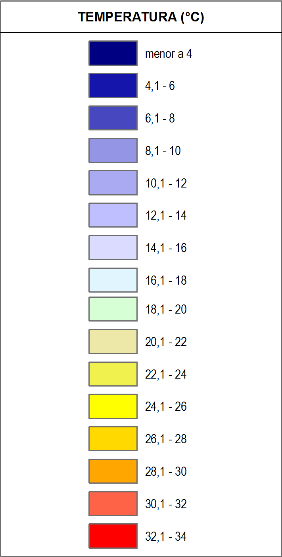 TEMPERATURA (°C)
menor a 4
4,1 - 6
6,1 - 8
8,1 - 10
10,1 - 12
12,1 - 14
14,1 - 16
16,1 - 18
18,1 - 20
20,1 - 22
22,1 - 24
24,1 - 26
26,1 - 28
28,1 - 30
30,1 - 32
32,1 - 34